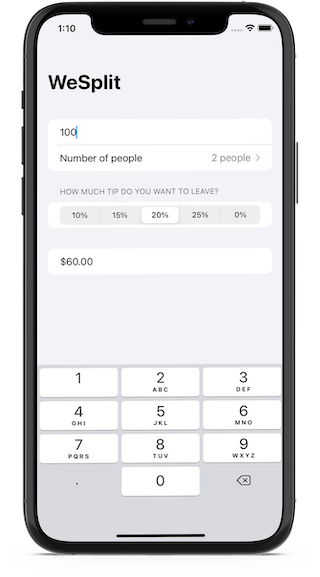 1:10
WeSplit
100
Number of people 2 people
HOW MUCH TIP DO YOU WANT TO LEAVE?
10% 15% 20% 25% 0%
$60.00
1 2 3
ABC DEF
4 5 6
GHI JKL MNO
7 8 9
PQRS TUV WXYZ
. 0